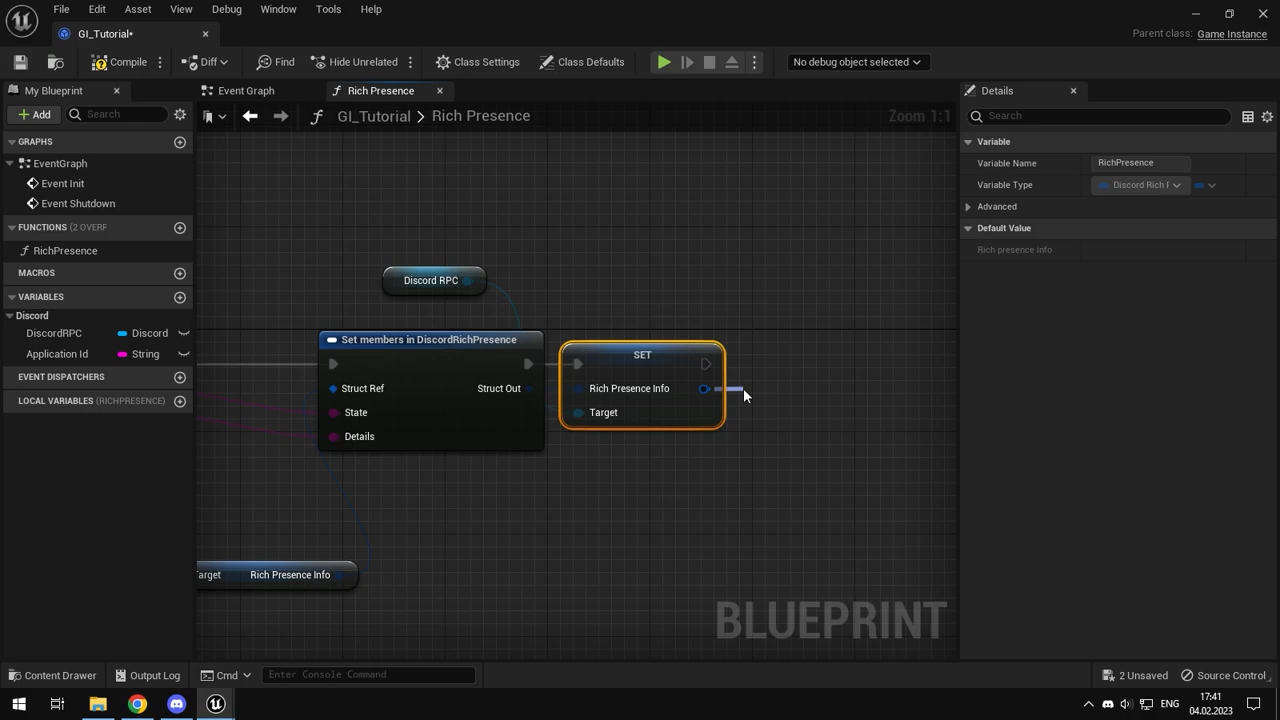 File Edit Asset View Debug Window Tools Help
GI_Tutorial*
Parent class: Game Instance
Compile Diff Find Hide Unrelated Class Settings Class Defaults No debug object selected
My Blueprint Event Graph Rich Presence Details
Add Search GI_Tutorial Rich Presence Zoom 1:1 Search
GRAPHS
EventGraph
Event Init
Event Shutdown
FUNCTIONS (2 OVERF
RichPresence
MACROS
VARIABLES
Discord
DiscordRPC Discord
Application Id String
EVENT DISPATCHERS
LOCAL VARIABLES (RICHPRESENCE)
Discord RPC
Set members in DiscordRichPresence
Struct Ref Struct Out
State
Details
SET
Rich Presence Info
Target
Target Rich Presence Info
BLUEPRINT
Variable
Variable Name RichPresence
Variable Type Discord Rich F
Advanced
Default Value
Rich presence info
Content Drawer Output Log Cmd Enter Console Command 2 Unsaved Source Control
ENG 17:41
04.02.2023